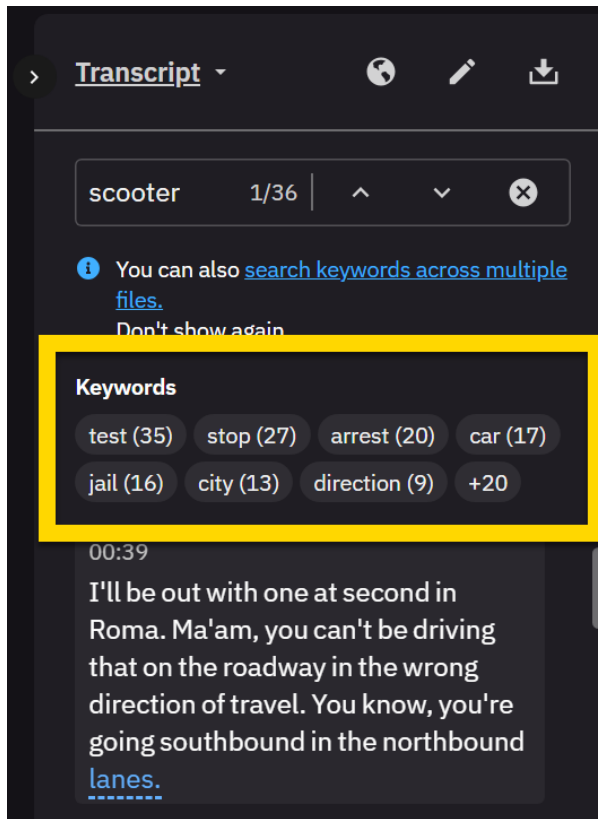 Transcript
scooter 1/36
You can also search keywords across multiple
files.
Don't show again
Keywords
test (35) stop (27) arrest (20) car (17)
jail (16) city (13) direction (9) +20
00:39
I'll be out with one at second in
Roma. Ma'am, you can't be driving
that on the roadway in the wrong
direction of travel. You know, you're
going southbound in the northbound
lanes.